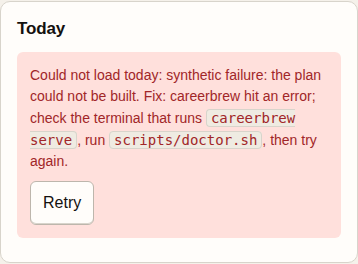 Today
Could not load today: synthetic failure: the plan
could not be built. Fix: careerbrew hit an error;
check the terminal that runs careerbrew
serve, run scripts/doctor.sh, then try
again.
Retry